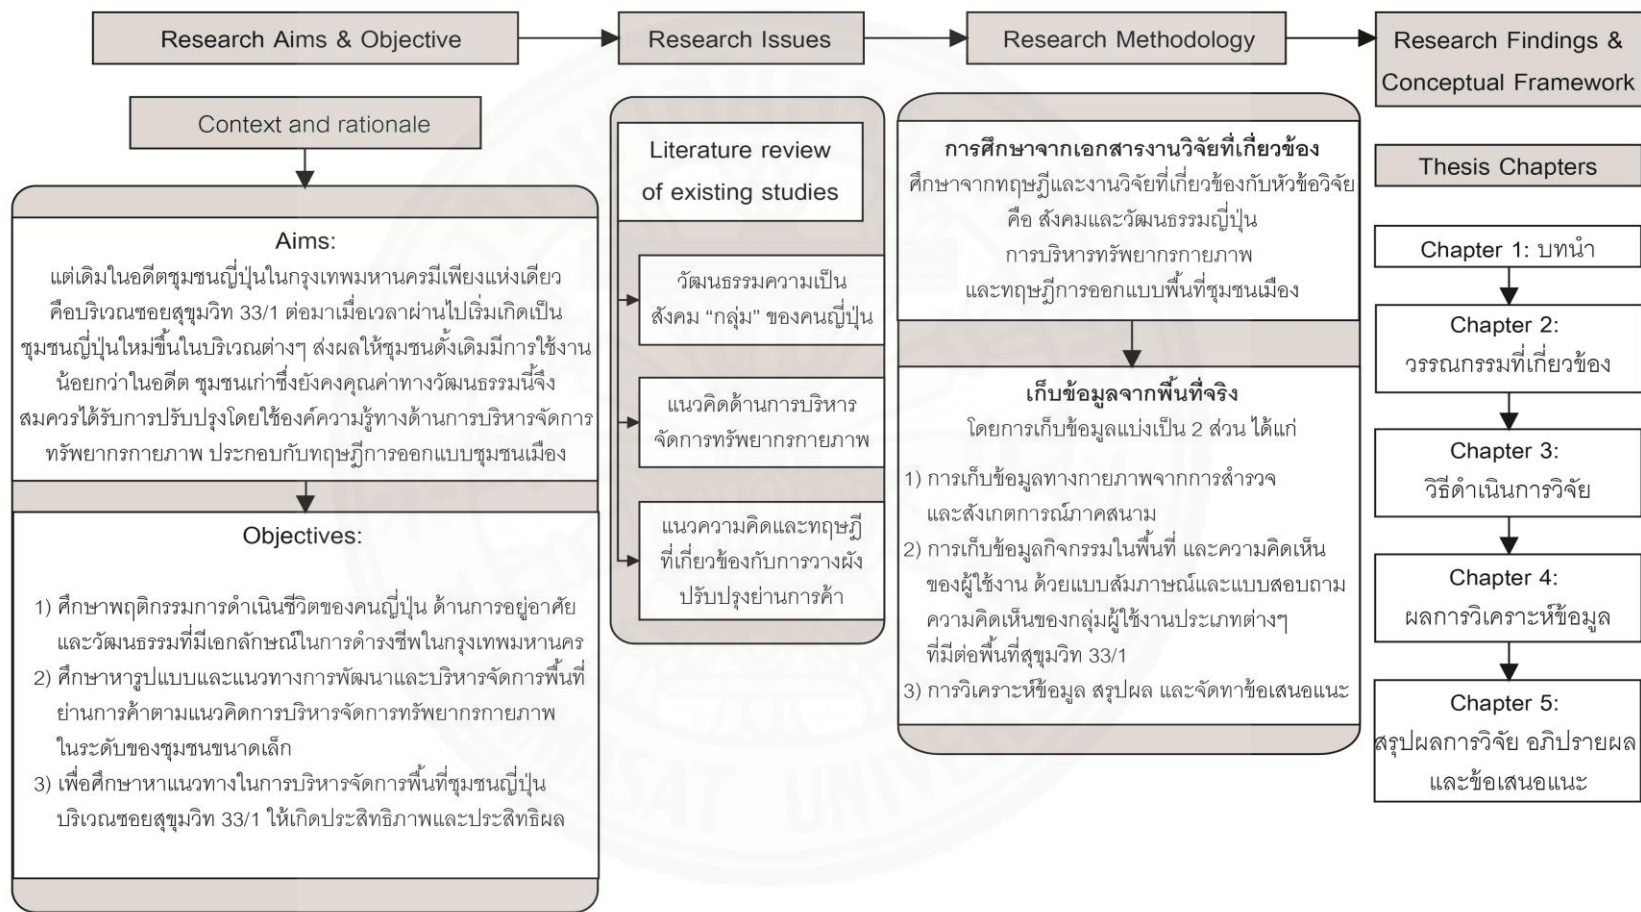 Research Aims & Objective
Research Issues
Research Methodology
Research Findings &
Conceptual Framework
Context and rationale
Aims:
แต่เดิมในอดีตชุมชนญี่ปุ่นในกรุงเทพมหานครมีเพียงแห่งเดียว
คือบริเวณซอยสุขุมวิท 33/1 ต่อมาเมื่อเวลาผ่านไปเริ่มเกิดเป็น
ชุมชนญี่ปุ่นใหม่ขึ้นในบริเวณต่างๆ ส่งผลให้ชุมชนดั้งเดิมมีการใช้งาน
น้อยกว่าในอดีต ชุมชนเก่าซึ่งยังคงคุณค่าทางวัฒนธรรมนี้จึง
สมควรได้รับการปรับปรุงโดยใช้องค์ความรู้ทางด้านการบริหารจัดการ
ทรัพยากรกายภาพ ประกอบกับทฤษฎีการออกแบบชุมชนเมือง
Objectives:
1) ศึกษาพฤติกรรมการดำเนินชีวิตของคนญี่ปุ่น ด้านการอยู่อาศัย
และวัฒนธรรมที่มีเอกลักษณ์ในการดำรงชีพในกรุงเทพมหานคร
2) ศึกษาหารูปแบบและแนวทางการพัฒนาและบริหารจัดการพื้นที่
ย่านการค้าตามแนวคิดการบริหารจัดการทรัพยากรกายภาพ
ในระดับของชุมชนขนาดเล็ก
3) เพื่อศึกษาหาแนวทางในการบริหารจัดการพื้นที่ชุมชนญี่ปุ่น
บริเวณซอยสุขุมวิท 33/1 ให้เกิดประสิทธิภาพและประสิทธิผล
Literature review
of existing studies
วัฒนธรรมความเป็น
สังคม “กลุ่ม” ของคนญี่ปุ่น
แนวคิดด้านการบริหาร
จัดการทรัพยากรกายภาพ
แนวความคิดและทฤษฎี
ที่เกี่ยวข้องกับการวางผัง
ปรับปรุงย่านการค้า
การศึกษาจากเอกสารงานวิจัยที่เกี่ยวข้อง
ศึกษาจากทฤษฎีและงานวิจัยที่เกี่ยวข้องกับหัวข้อวิจัย
คือ สังคมและวัฒนธรรมญี่ปุ่น
การบริหารทรัพยากรกายภาพ
และทฤษฎีการออกแบบพื้นที่ชุมชนเมือง
เก็บข้อมูลจากพื้นที่จริง
โดยการเก็บข้อมูลแบ่งเป็น 2 ส่วน ได้แก่
1) การเก็บข้อมูลทางกายภาพจากการสำรวจ
และสังเกตการณ์ภาคสนาม
2) การเก็บข้อมูลกิจกรรมในพื้นที่ และความคิดเห็น
ของผู้ใช้งาน ด้วยแบบสัมภาษณ์และแบบสอบถาม
ความคิดเห็นของกลุ่มผู้ใช้งานประเภทต่างๆ
ที่มีต่อพื้นที่สุขุมวิท 33/1
3) การวิเคราะห์ข้อมูล สรุปผล และจัดทาข้อเสนอแนะ
Thesis Chapters
Chapter 1: บทนำ
Chapter 2:
วรรณกรรมที่เกี่ยวข้อง
Chapter 3:
วิธีดำเนินการวิจัย
Chapter 4:
ผลการวิเคราะห์ข้อมูล
Chapter 5:
สรุปผลการวิจัย อภิปรายผล
และข้อเสนอแนะ